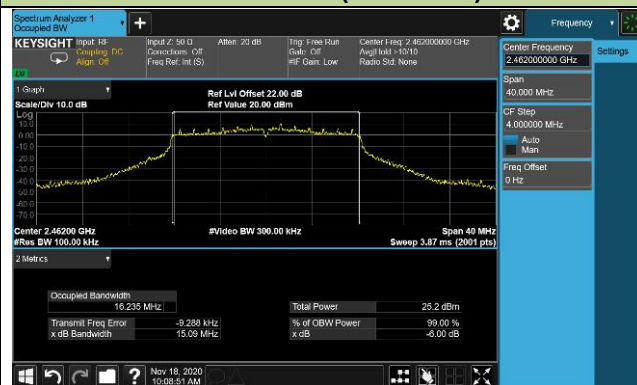 Spectrum Analyzer 1
Occupied BW
Frequency
KEYSIGHT
Input: RF
Coupling: DC
Align: Off
Input Z: 50 Ω
Corrections: Off
Freq Ref: Int (S)
Atten: 20 dB
Trig: Free Run
Gate: Off
#IF Gain: Low
Center Freq: 2.462000000 GHz
Avg|Hold >10/10
Radio Std: None
Center Frequency
2.462000000 GHz
Settings
Span
40.000 MHz
CF Step
4.000000 MHz
Auto
Man
Freq Offset
0 Hz
1 Graph
Scale/Div 10.0 dB
Ref Lvl Offset 22.00 dB
Ref Value 20.00 dBm
Log
10.0
0.00
-10.0
-20.0
-30.0
-40.0
-50.0
-60.0
-70.0
Center 2.46200 GHz
#Res BW 100.00 kHz
#Video BW 300.00 kHz
Span 40 MHz
Sweep 3.87 ms (2001 pts)
2 Metrics
Occupied Bandwidth
16.235 MHz
Total Power
25.2 dBm
Transmit Freq Error
-9.288 kHz
% of OBW Power
99.00 %
x dB Bandwidth
15.09 MHz
x dB
-6.00 dB
Nov 18, 2020
10:08:51 AM